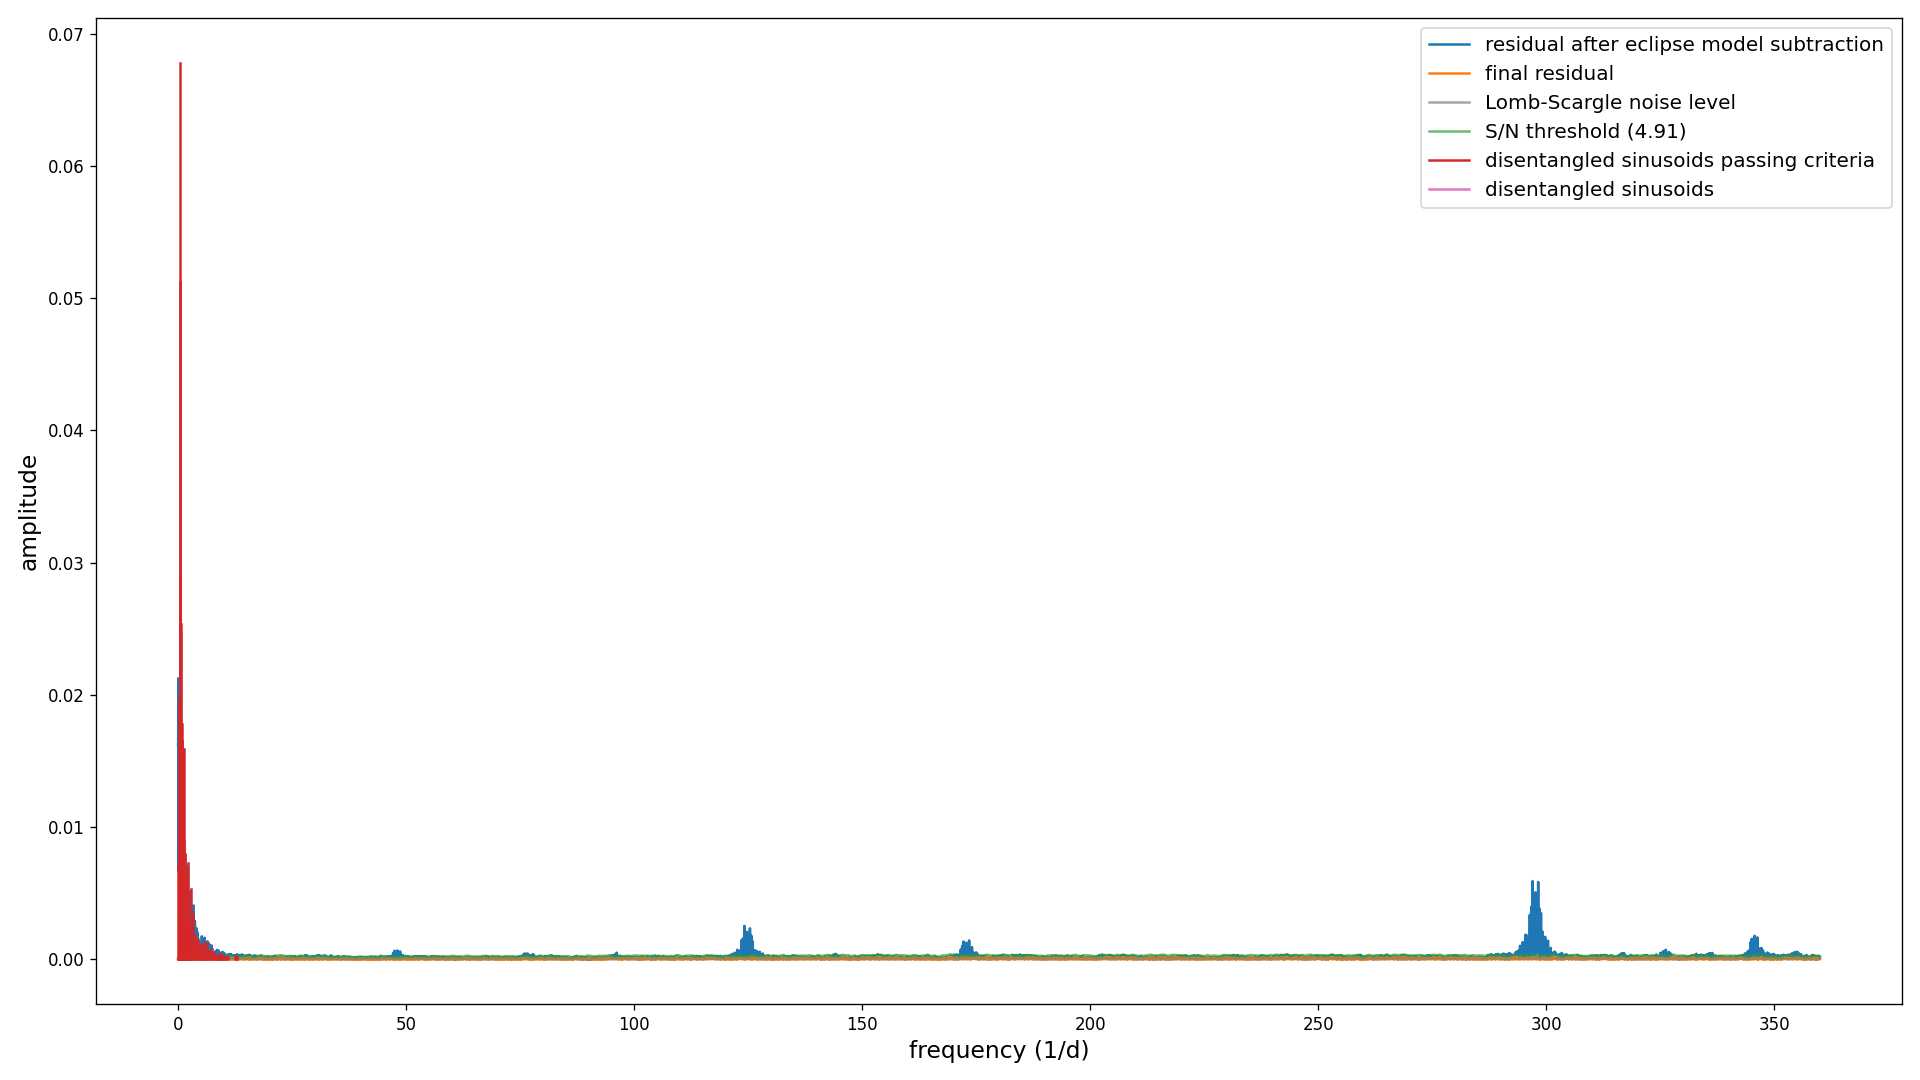 0.07
0.06
0.05
0.04
0.03
0.02
0.01
0.00
amplitude
0
50
100
150
200
250
300
350
frequency (1/d)
residual after eclipse model subtraction
final residual
Lomb-Scargle noise level
S/N threshold (4.91)
disentangled sinusoids passing criteria
disentangled sinusoids